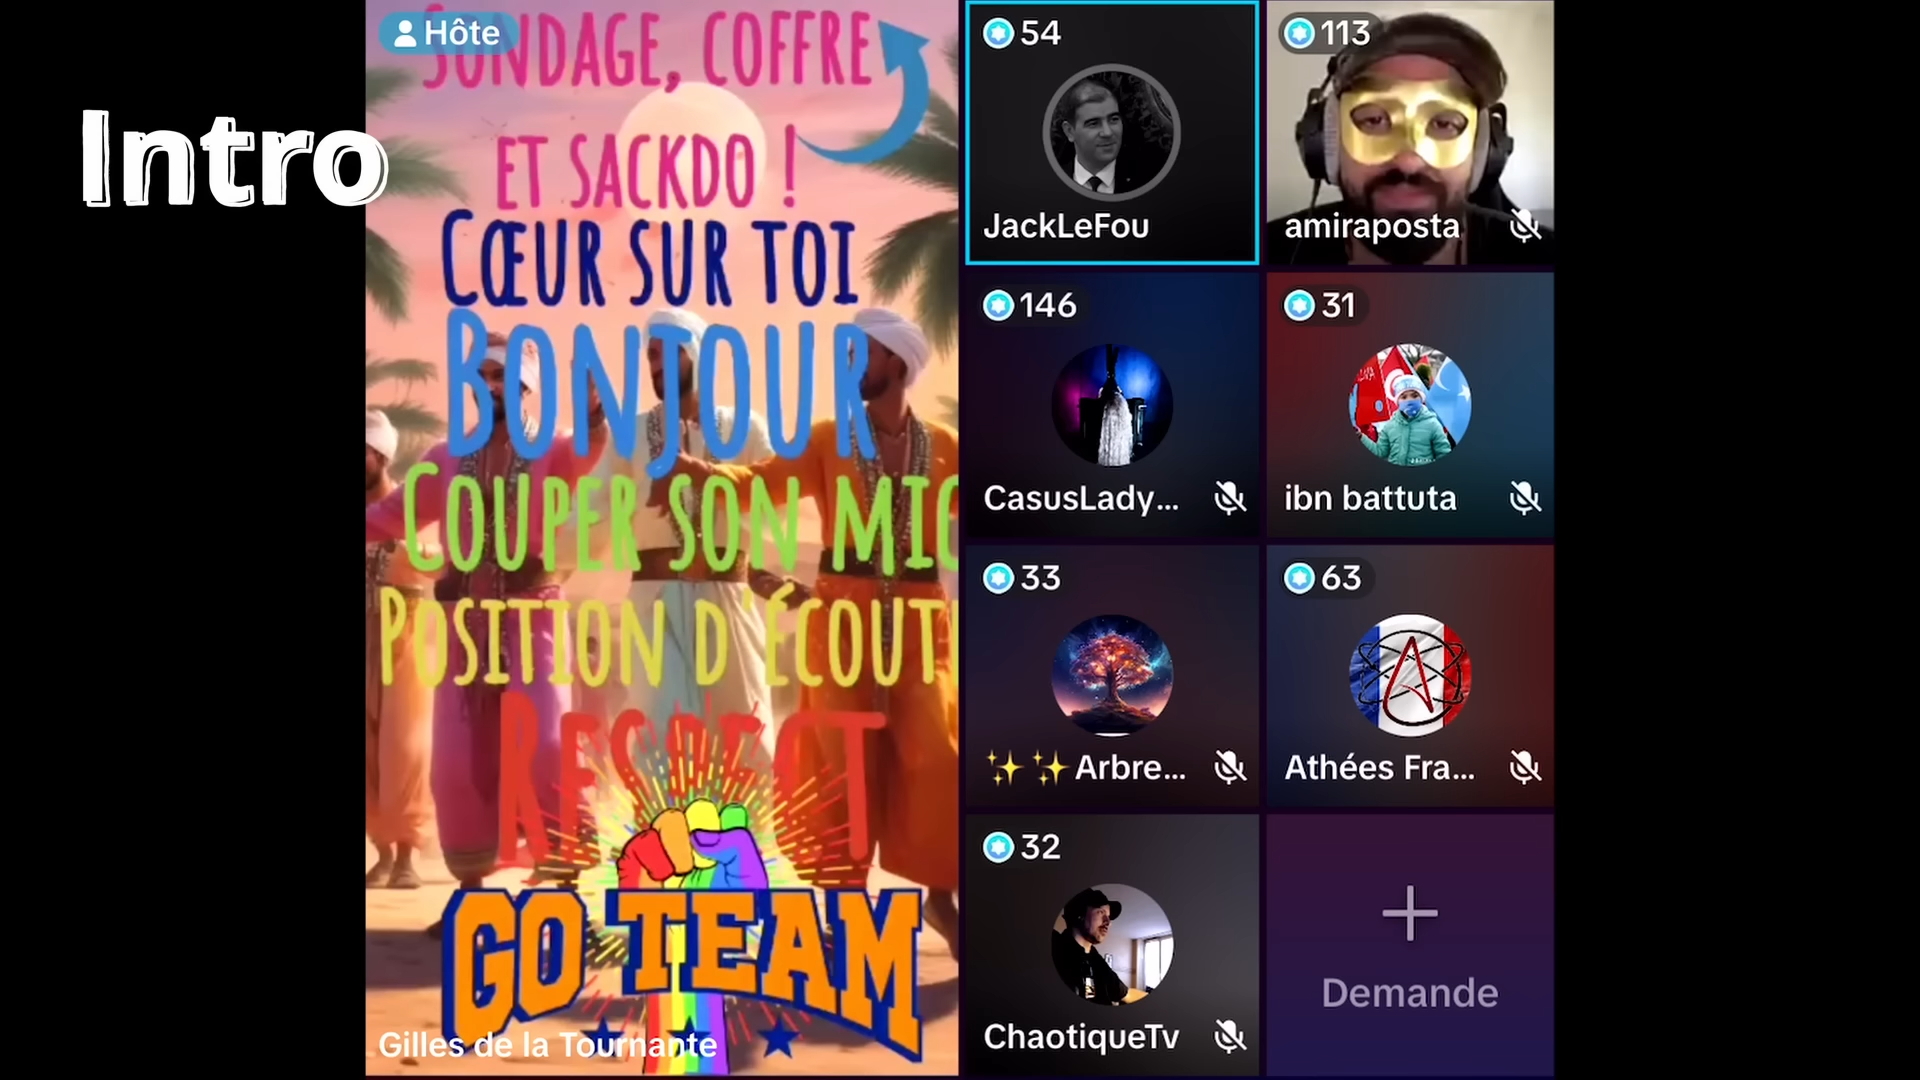 Intro
Hôte
SONDAGE, COFFRE
ET SACKDO !
CŒUR SUR TOI
BONJOUR
COUPER SON MIC
POSITION D'ÉCOUT
RESPECT
GO TEAM
Gilles de la Tournante
54
JackLeFou
113
amiraposta
146
CasusLady...
31
ibn battuta
33
✨✨Arbre...
63
Athées Fra...
32
ChaotiqueTv
Demande